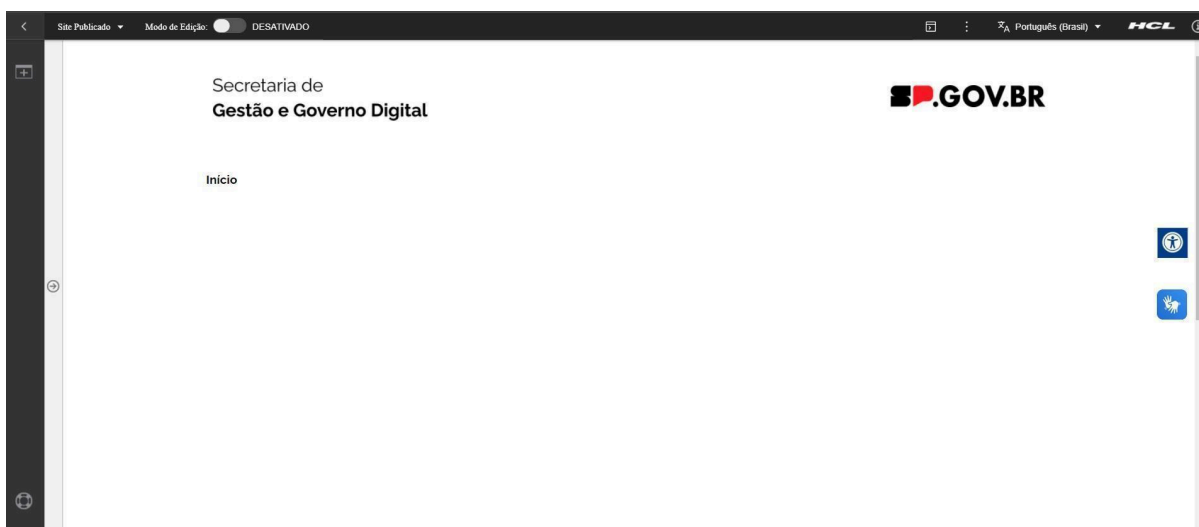 Site Publicado Modo de Edição: DESATIVADO Português (Brasil) HCL
Secretaria de
Gestão e Governo Digital
SP.GOV.BR
Início